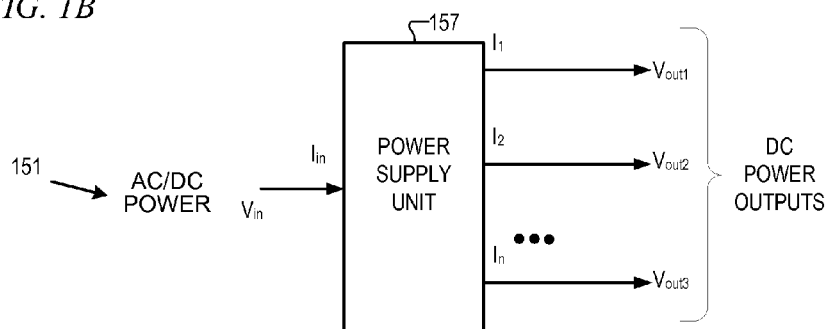 FIG. 1B
157
I1
Vout1
151
AC/DC
POWER
Iin
Vin
POWER
SUPPLY
UNIT
I2
Vout2
DC
POWER
OUTPUTS
In
•••
Vout3